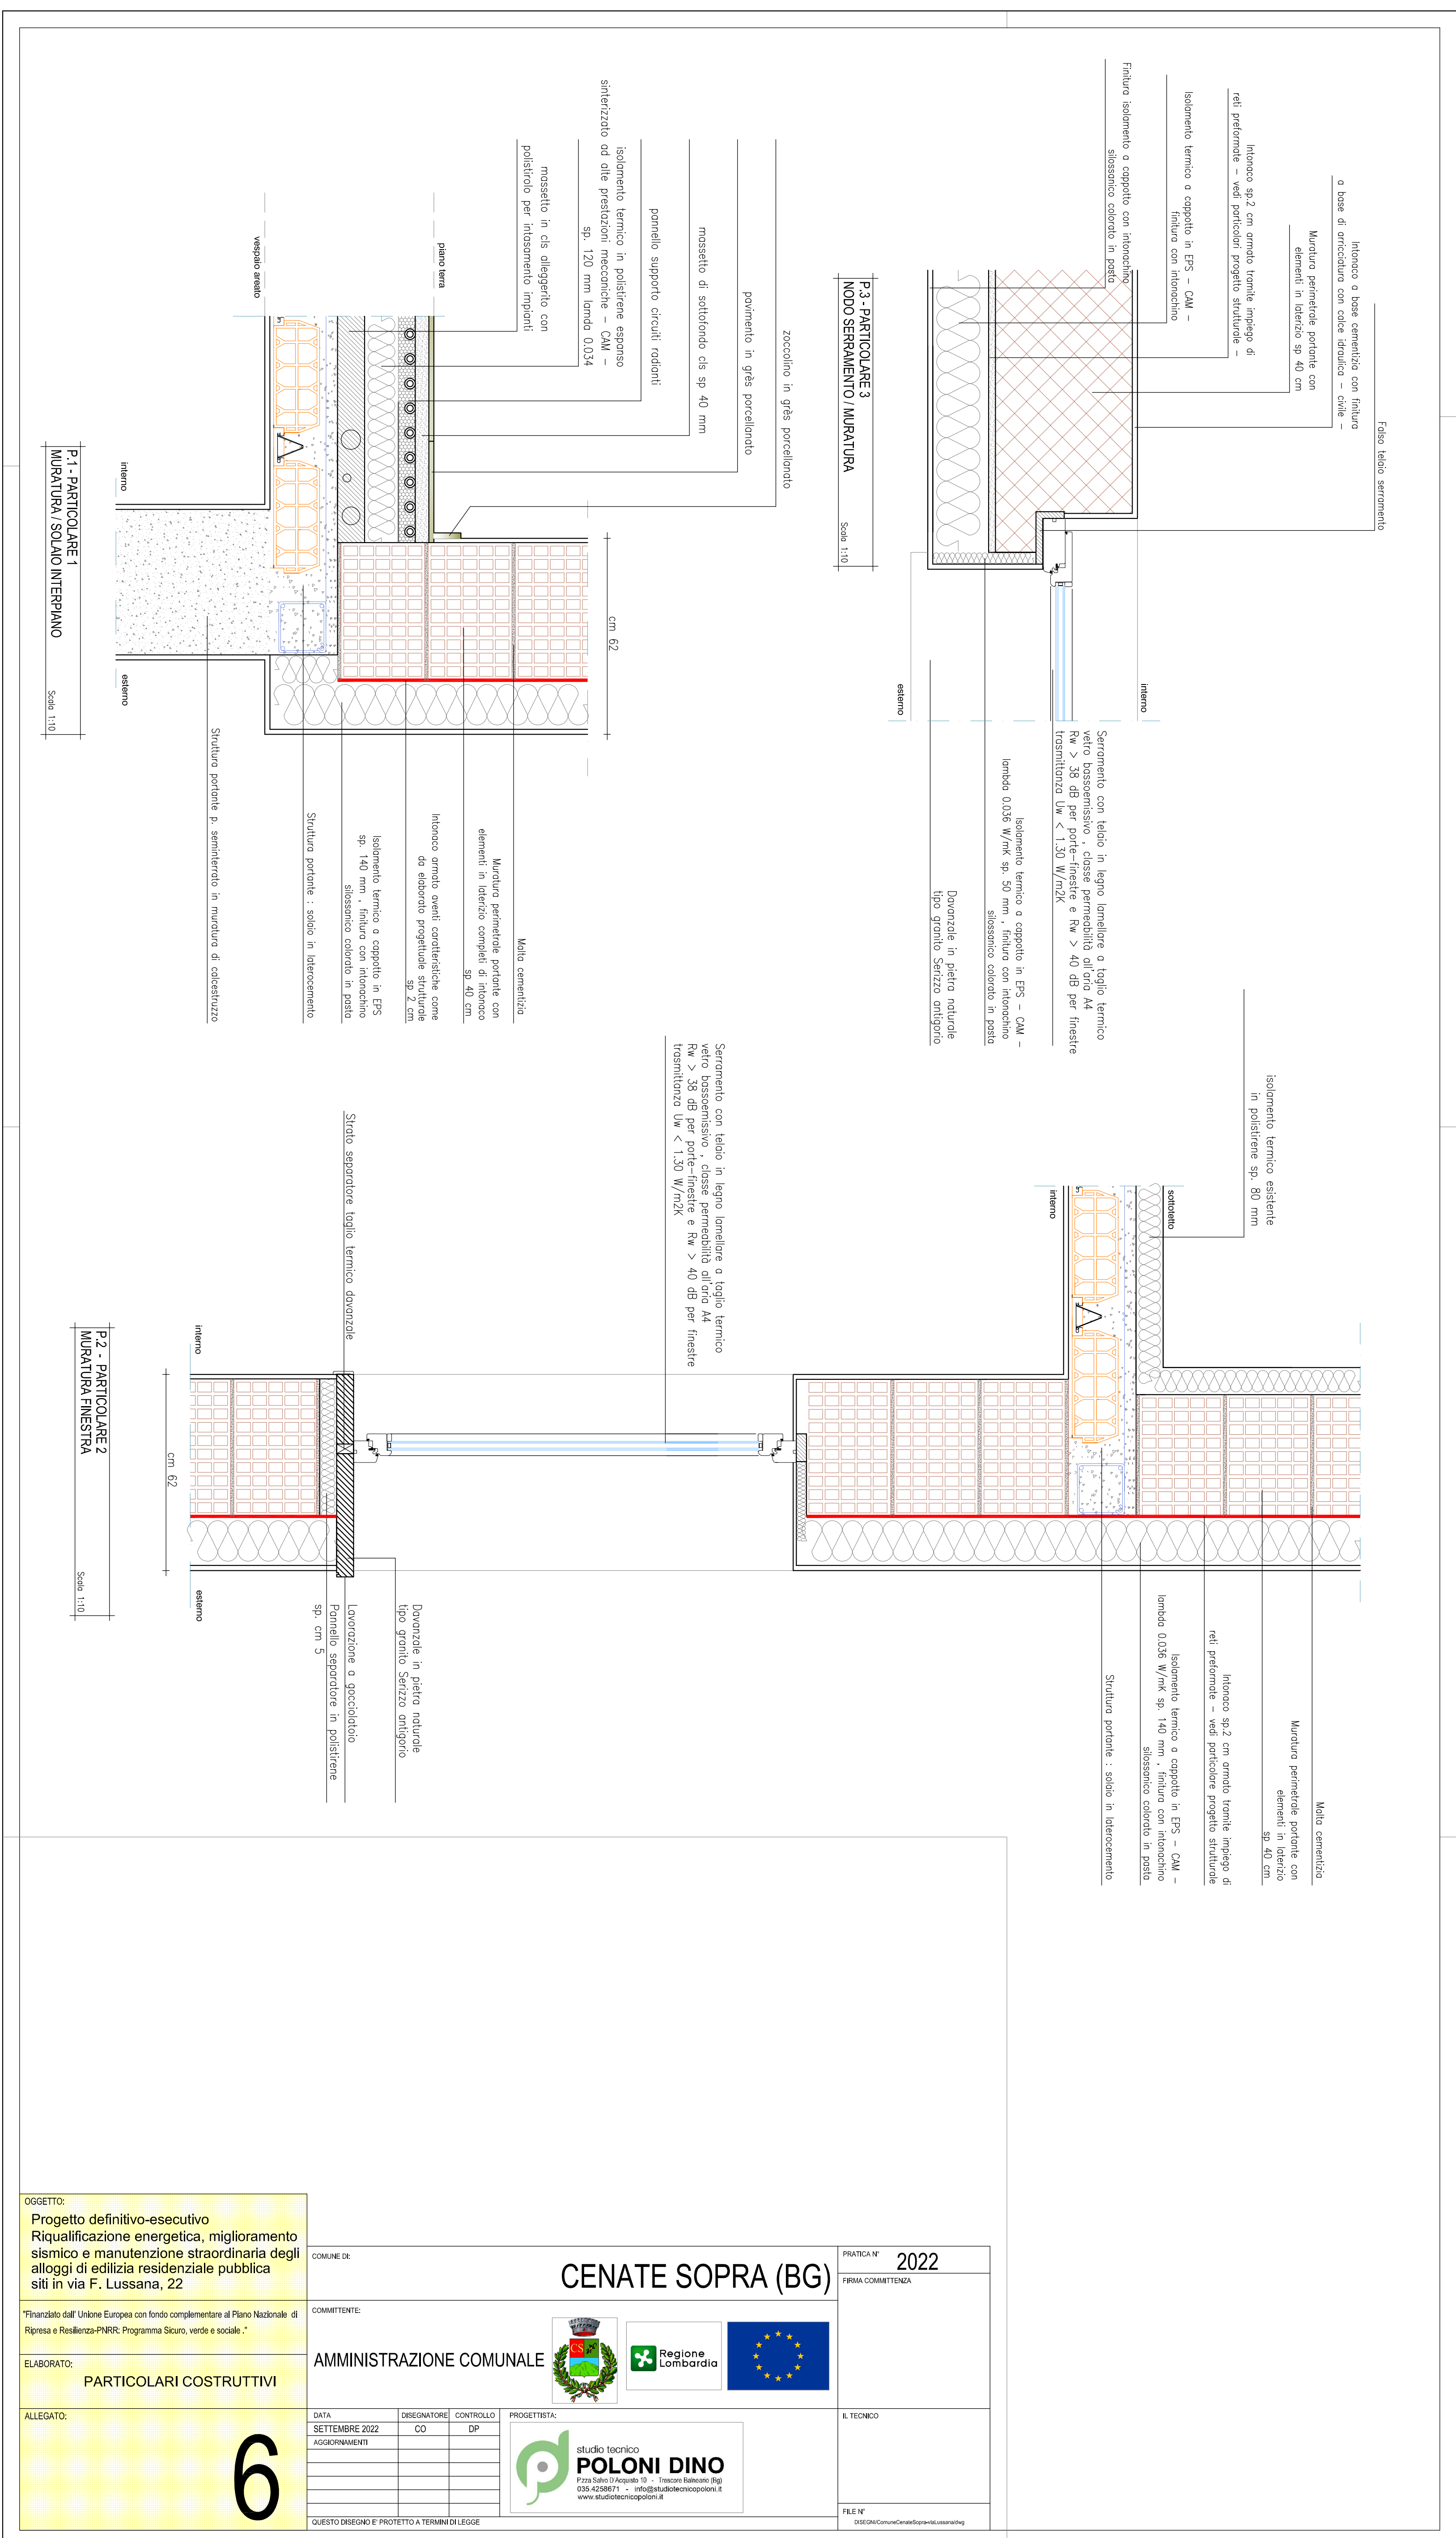 Falso telaio serramento
Intonaco a base cementizia con finitura
a base di arricciatura con calce idraulica – civile –
Muratura perimetrale portante con
elementi in laterizio sp 40 cm
Intonaco sp.2 cm armato tramite impiego di
reti preformate – vedi particolari progetto strutturale –
Isolamento termico a cappotto in EPS – CAM –
finitura con intonachino
Finitura isolamento a cappotto con intonachino
silossanico colorato in pasta
interno
esterno
Serramento con telaio in legno lamellare a taglio termico
vetro bassoemissivo , classe permeabilità all'aria A4
Rw > 38 dB per porte-finestre e Rw > 40 dB per finestre
trasmittanza Uw < 1.30 W/m2K
Isolamento termico a cappotto in EPS – CAM –
lambda 0.036 W/mK sp. 50 mm , finitura con intonachino
silossanico colorato in pasta
Davanzale in pietra naturale
tipo granito Serizzo antigorio
P.3 - PARTICOLARE 3
NODO SERRAMENTO / MURATURA
Scala 1:10
zoccolino in grès porcellanato
pavimento in grès porcellanato
massetto di sottofondo cls sp 40 mm
pannello supporto circuiti radianti
isolamento termico in polistirene espanso
sinterizzato ad alte prestazioni meccaniche – CAM –
sp. 120 mm lamda 0.034
massetto in cls alleggerito con
polistirolo per intasamento impianti
piano terra
vespaio areato
cm 62
interno
esterno
Malta cementizia
Muratura perimetrale portante con
elementi in laterizio completi di intonaco
sp 40 cm
Intonaco armato aventi caratteristiche come
da elaborato progettuale strutturale
sp 2 cm
Isolamento termico a cappotto in EPS
sp. 140 mm , finitura con intonachino
silossanico colorato in pasta
Struttura portante : solaio in laterocemento
Struttura portante p. seminterrato in muratura di calcestruzzo
P.1 - PARTICOLARE 1
MURATURA / SOLAIO INTERPIANO
Scala 1:10
isolamento termico esistente
in polistirene sp. 80 mm
sottotetto
interno
Malta cementizia
Muratura perimetrale portante con
elementi in laterizio
sp 40 cm
Intonaco sp.2 cm armato tramite impiego di
reti preformate – vedi particolare progetto strutturale
Isolamento termico a cappotto in EPS – CAM –
lambda 0.036 W/mK sp. 140 mm , finitura con intonachino
silossanico colorato in pasta
Struttura portante : solaio in laterocemento
Serramento con telaio in legno lamellare a taglio termico
vetro bassoemissivo , classe permeabilità all'aria A4
Rw > 38 dB per porte-finestre e Rw > 40 dB per finestre
trasmittanza Uw < 1.30 W/m2K
Strato separatore taglio termico davanzale
Davanzale in pietra naturale
tipo granito Serizzo antigorio
Lavorazione a gocciolatoio
Pannello separatore in polistirene
sp. cm 5
interno
esterno
cm 62
P.2 - PARTICOLARE 2
MURATURA FINESTRA
Scala 1:10
OGGETTO:
Progetto definitivo-esecutivo
Riqualificazione energetica, miglioramento
sismico e manutenzione straordinaria degli
alloggi di edilizia residenziale pubblica
siti in via F. Lussana, 22
"Finanziato dall' Unione Europea con fondo complementare al Piano Nazionale di
Ripresa e Resilienza-PNRR: Programma Sicuro, verde e sociale ."
ELABORATO:
PARTICOLARI COSTRUTTIVI
ALLEGATO:
6
COMUNE DI:
CENATE SOPRA (BG)
COMMITTENTE:
AMMINISTRAZIONE COMUNALE
CS
Regione
Lombardia
DATA
DISEGNATORE
CONTROLLO
SETTEMBRE 2022
CO
DP
AGGIORNAMENTI
PROGETTISTA:
studio tecnico
POLONI DINO
P.zza Salvo D'Acquisto 10 - Trescore Balneario (Bg)
035.4258671 - info@studiotecnicopoloni.it
www.studiotecnicopoloni.it
QUESTO DISEGNO E' PROTETTO A TERMINI DI LEGGE
PRATICA N°
2022
FIRMA COMMITTENZA
IL TECNICO
FILE N°
DISEGNI/ComuneCenateSopra-viaLussana/dwg